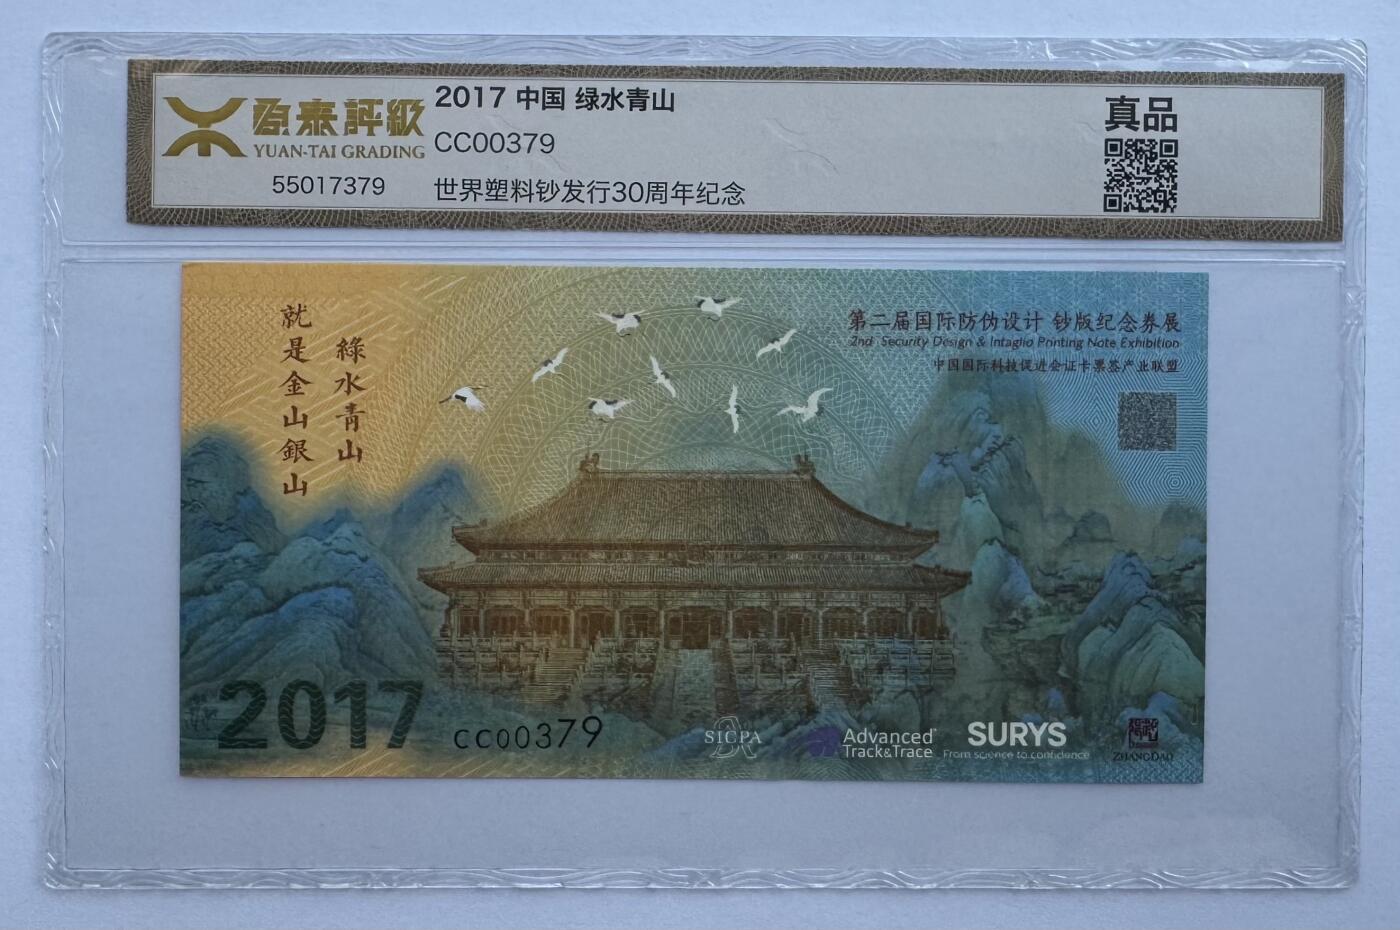 源泰評級
YUAN-TAI GRADING
55017379
2017 中国 绿水青山
CC00379
世界塑料钞发行30周年纪念
真品
綠水青山
就是金山銀山
第二届国际防伪设计 钞版纪念券展
2nd Security Design & Intaglio Printing Note Exhibition
中国国际科技促进会证卡票签产业联盟
2017
CC00379
SICPA
Advanced
Track&Trace
SURYS
From science to confidence
ZHANGDAO